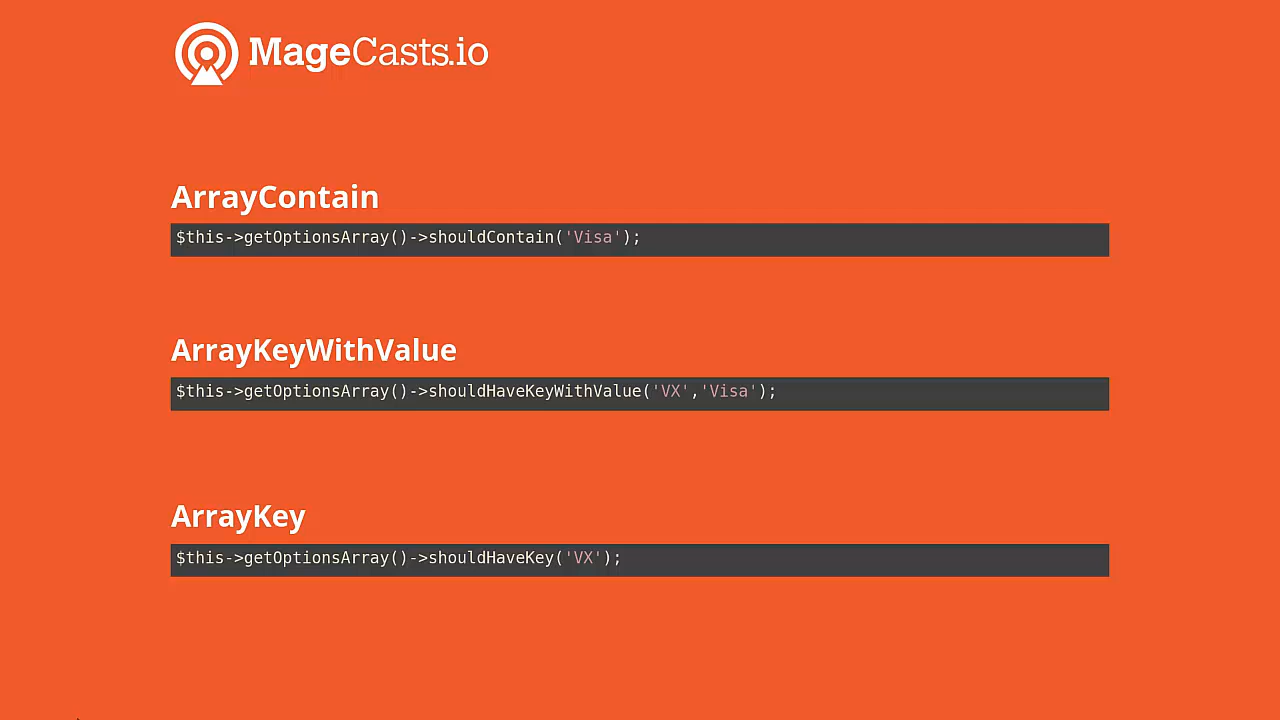 MageCasts.io
ArrayContain
$this->getOptionsArray()->shouldContain('Visa');
ArrayKeyWithValue
$this->getOptionsArray()->shouldHaveKeyWithValue('VX','Visa');
ArrayKey
$this->getOptionsArray()->shouldHaveKey('VX');